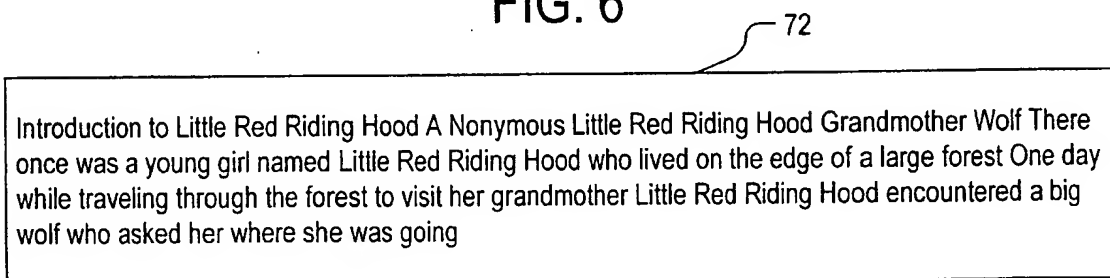 FIG. 6
72
Introduction to Little Red Riding Hood A Nonymous Little Red Riding Hood Grandmother Wolf There
once was a young girl named Little Red Riding Hood who lived on the edge of a large forest One day
while traveling through the forest to visit her grandmother Little Red Riding Hood encountered a big
wolf who asked her where she was going